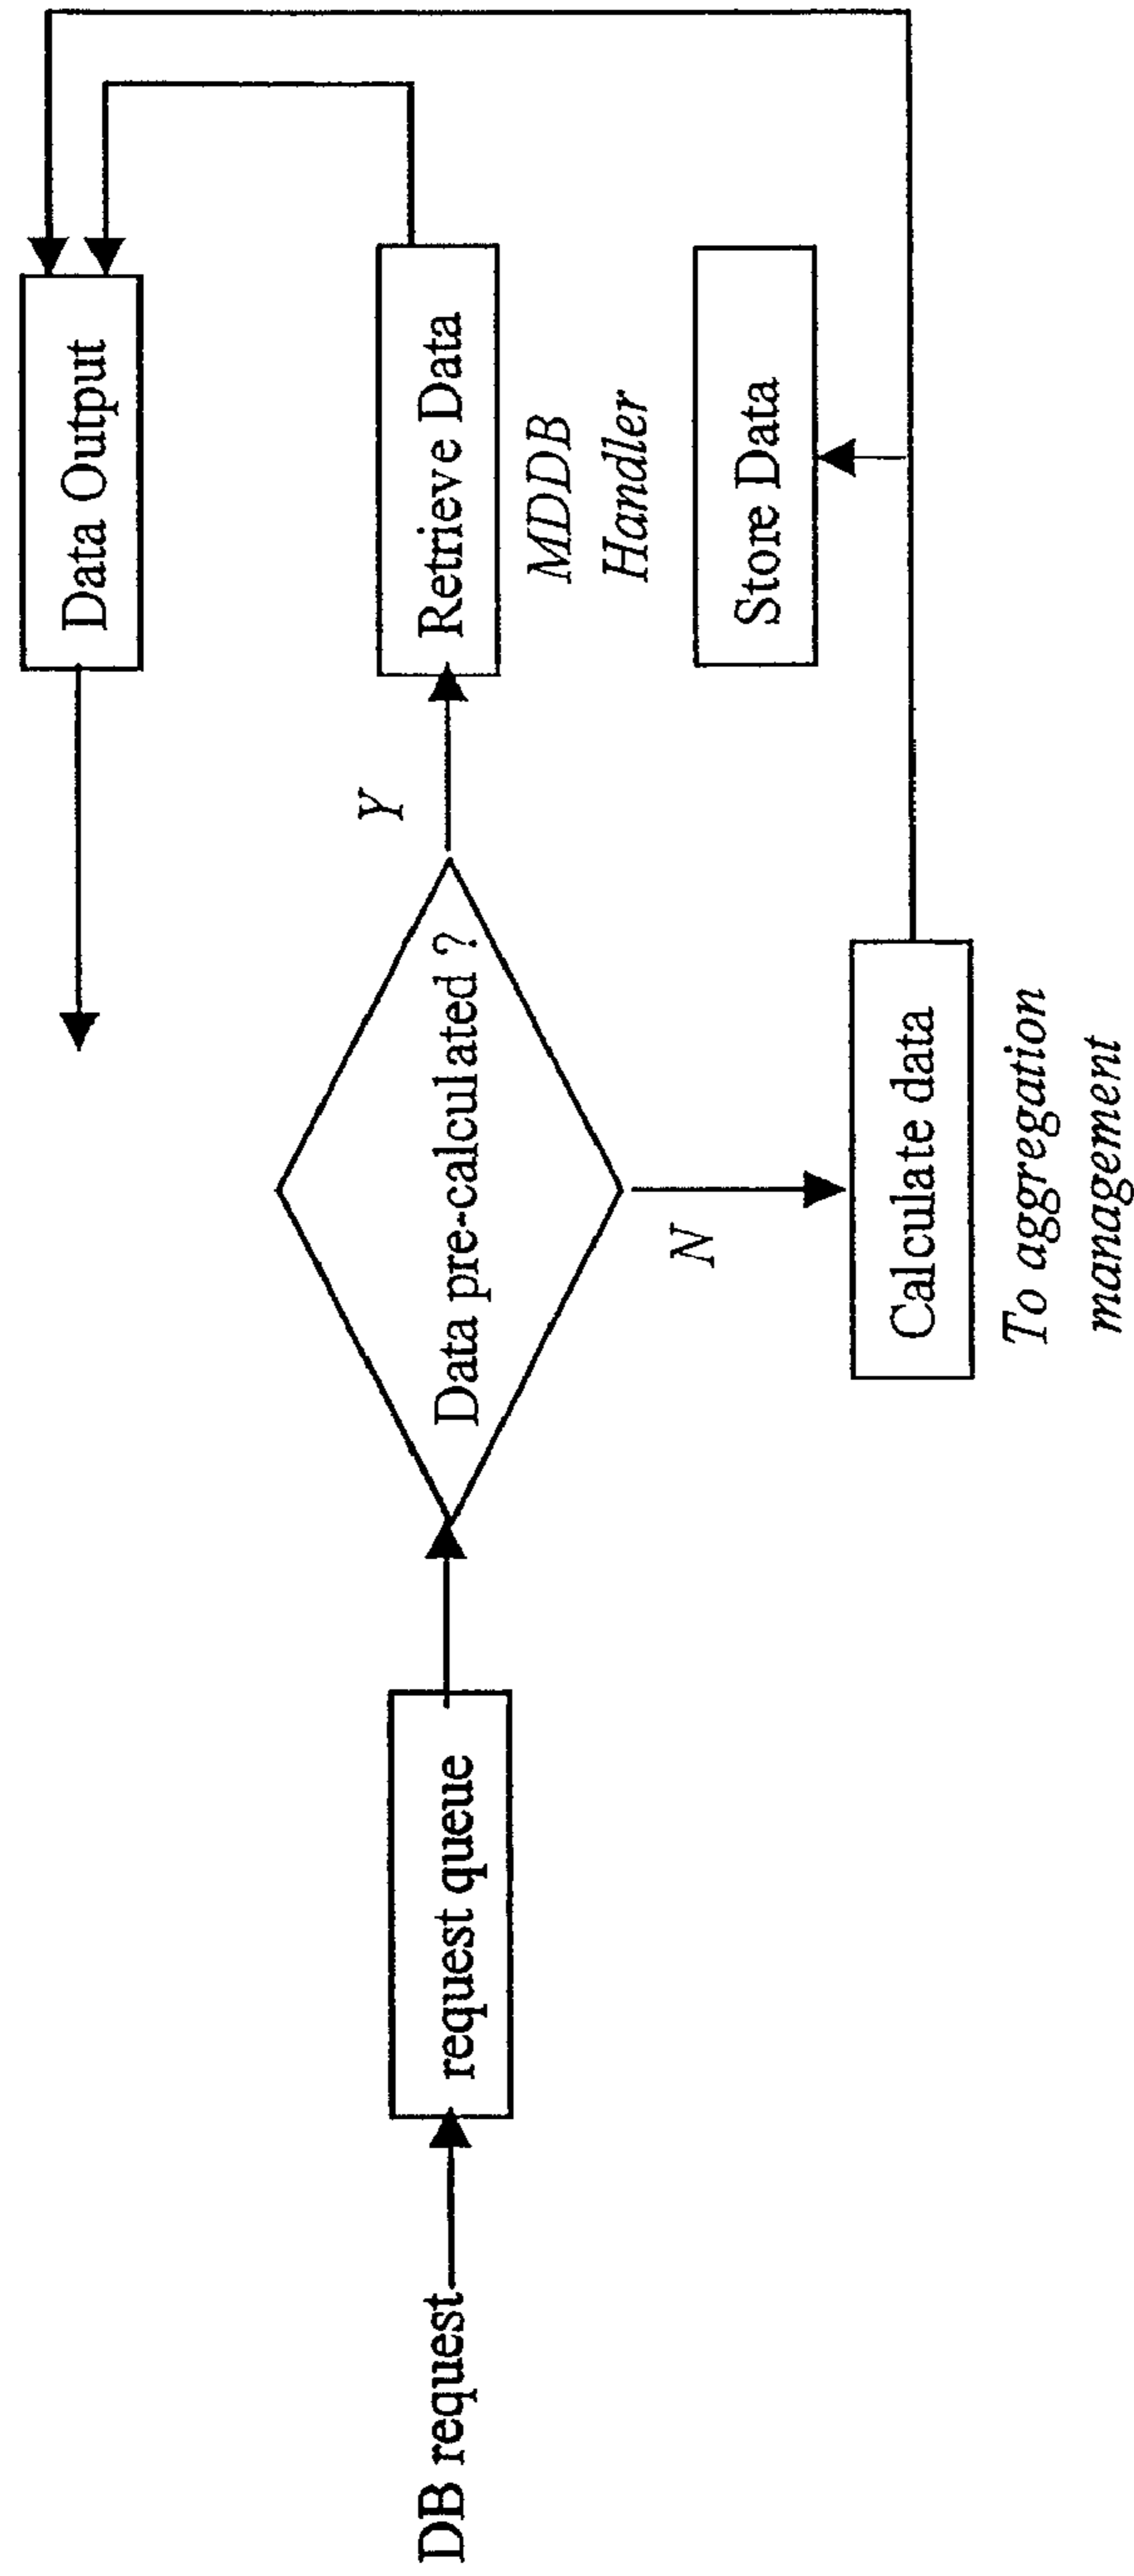 DB request
request queue
Data pre-calculated ?
Y
N
Retrieve Data
MDDB
Handler
Store Data
Calculate data
To aggregation
management
Data Output